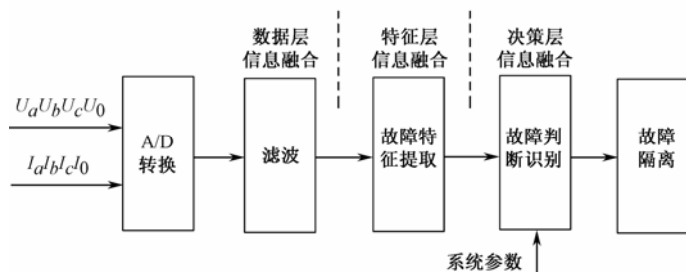 数据层
信息融合
特征层
信息融合
决策层
信息融合
UaUbUcU0
IaIbIcI0
A/D
转换
滤波
故障特
征提取
故障判
断识别
故障
隔离
系统参数